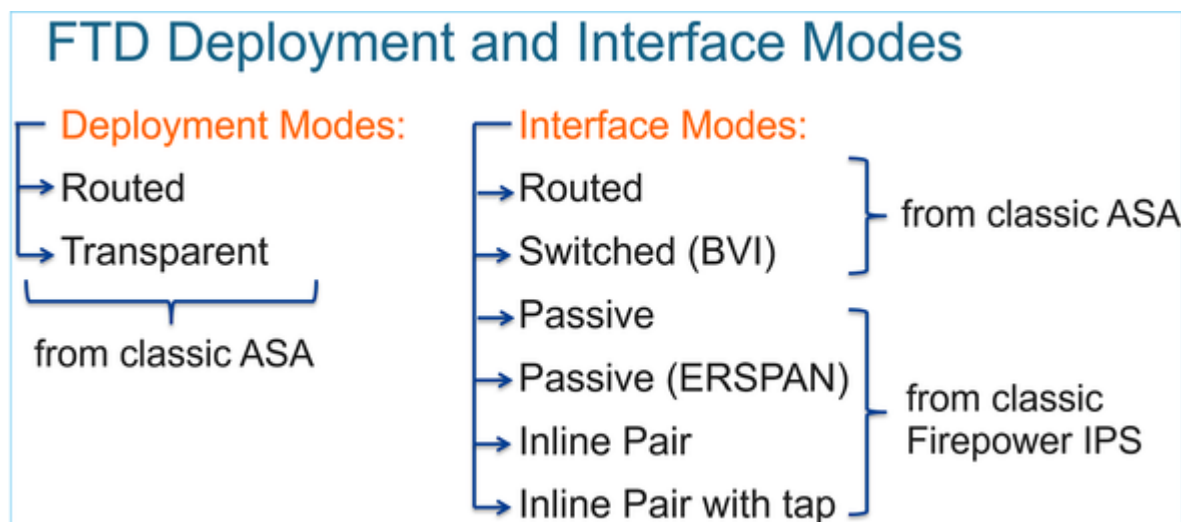 FTD Deployment and Interface Modes
Deployment Modes:
Routed
Transparent
from classic ASA
Interface Modes:
Routed
Switched (BVI)
from classic ASA
Passive
Passive (ERSPAN)
Inline Pair
Inline Pair with tap
from classic
Firepower IPS